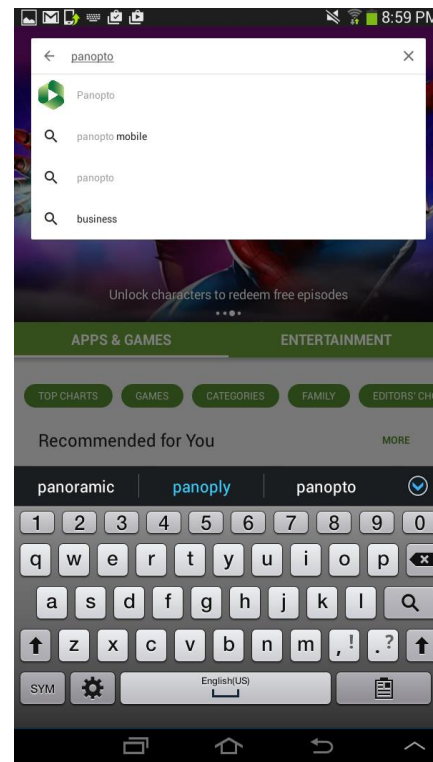 8:59 PM
panopto
Panopto
panopto mobile
panopto
business
Unlock characters to redeem free episodes
APPS & GAMES ENTERTAINMENT
TOP CHARTS GAMES CATEGORIES FAMILY EDITORS' CH
Recommended for You MORE
panoramic panoply panopto
1 2 3 4 5 6 7 8 9 0
q w e r t y u i o p
a s d f g h j k l
z x c v b n m , ! . ?
SYM English(US)